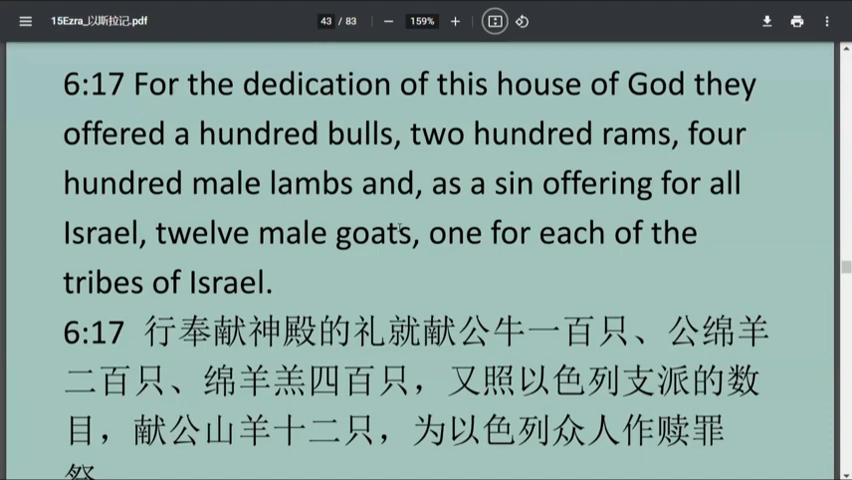 15Ezra_以斯拉记.pdf
43 / 83
159%
6:17 For the dedication of this house of God they
offered a hundred bulls, two hundred rams, four
hundred male lambs and, as a sin offering for all
Israel, twelve male goats, one for each of the
tribes of Israel.
6:17 行奉献神殿的礼就献公牛一百只、公绵羊
二百只、绵羊羔四百只，又照以色列支派的数
目，献公山羊十二只，为以色列众人作赎罪